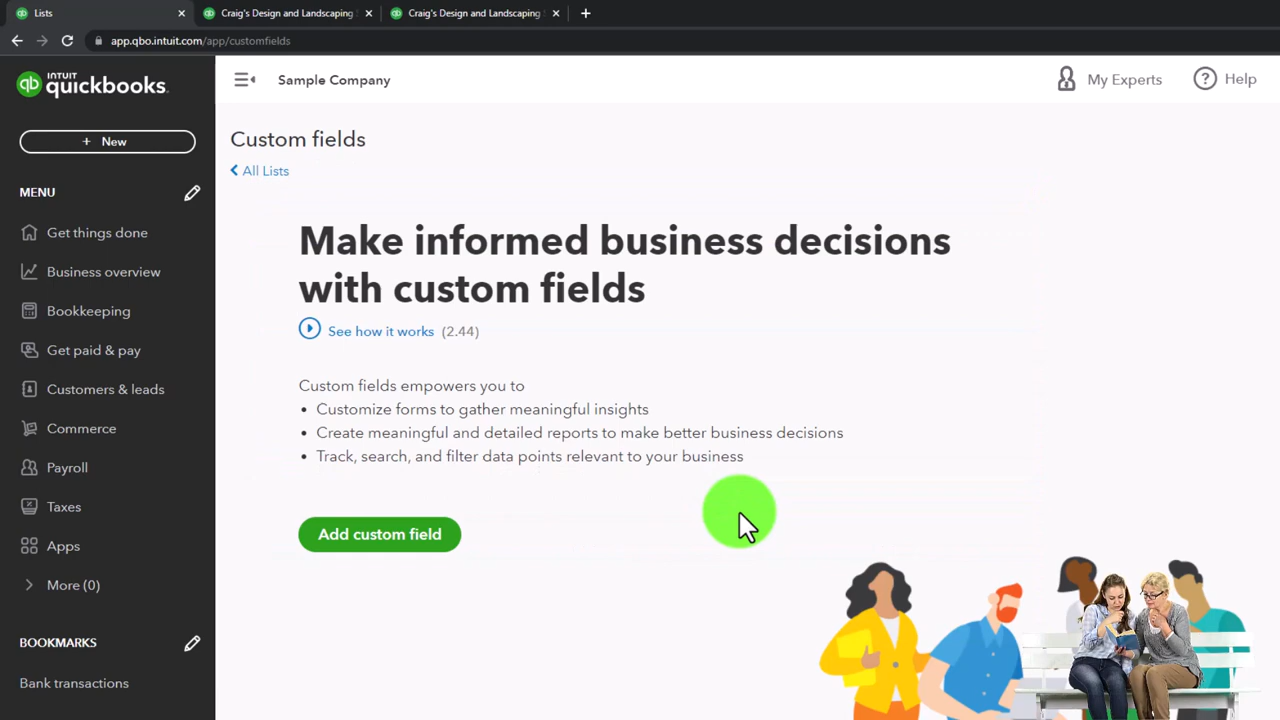 Lists
Craig's Design and Landscaping
Craig's Design and Landscaping
app.qbo.intuit.com/app/customfields
qb INTUIT quickbooks.
Sample Company
My Experts
Help
+ New
Custom fields
All Lists
MENU
Get things done
Business overview
Bookkeeping
Get paid & pay
Customers & leads
Commerce
Payroll
Taxes
Apps
More (0)
BOOKMARKS
Bank transactions
Make informed business decisions
with custom fields
See how it works (2.44)
Custom fields empowers you to
• Customize forms to gather meaningful insights
• Create meaningful and detailed reports to make better business decisions
• Track, search, and filter data points relevant to your business
Add custom field